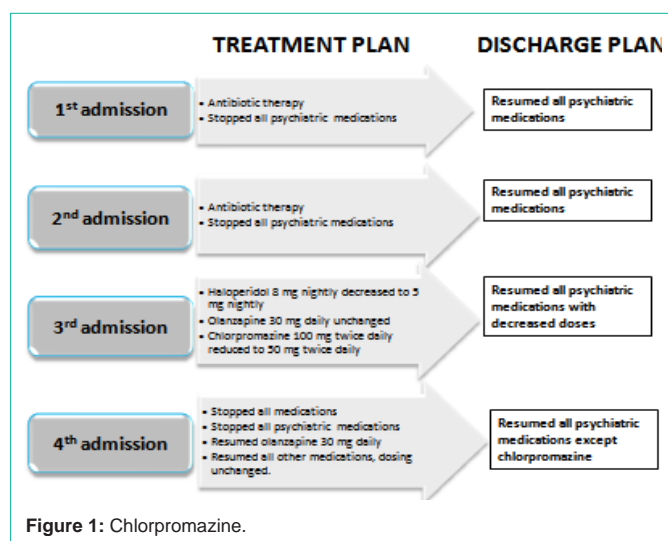 TREATMENT PLAN
DISCHARGE PLAN
1st admission
• Antibiotic therapy
• Stopped all psychiatric medications
Resumed all psychiatric
medications
2nd admission
• Antibiotic therapy
• Stopped all psychiatric medications
Resumed all psychiatric
medications
3rd admission
• Haloperidol 8 mg nightly decreased to 5
mg nightly
• Olanzapine 30 mg daily unchanged
• Chlorpromazine 100 mg twice daily
reduced to 50 mg twice daily
Resumed all psychiatric
medications with
decreased doses
4th admission
• Stopped all medications
• Stopped all psychiatric medications
• Resumed olanzapine 30 mg daily
• Resumed all other medications, dosing
unchanged.
Resumed all psychiatric
medications except
chlorpromazine
Figure 1: Chlorpromazine.